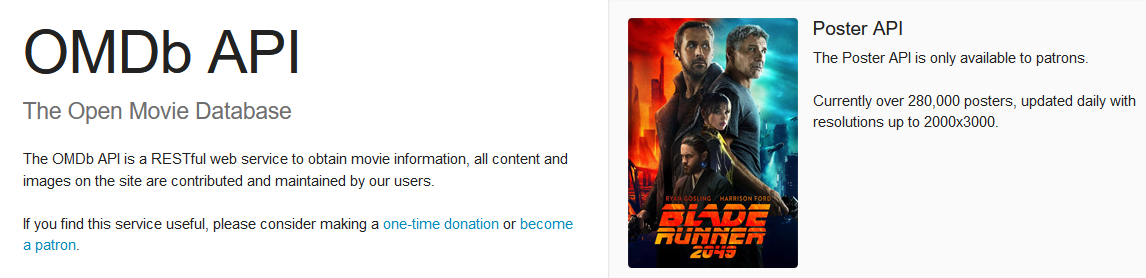 OMDb API
The Open Movie Database
The OMDb API is a RESTful web service to obtain movie information, all content and
images on the site are contributed and maintained by our users.
If you find this service useful, please consider making a one-time donation or become
a patron.
RYAN GOSLING / HARRISON FORD
BLADE
RUNNER
2049
Poster API
The Poster API is only available to patrons.
Currently over 280,000 posters, updated daily with
resolutions up to 2000x3000.